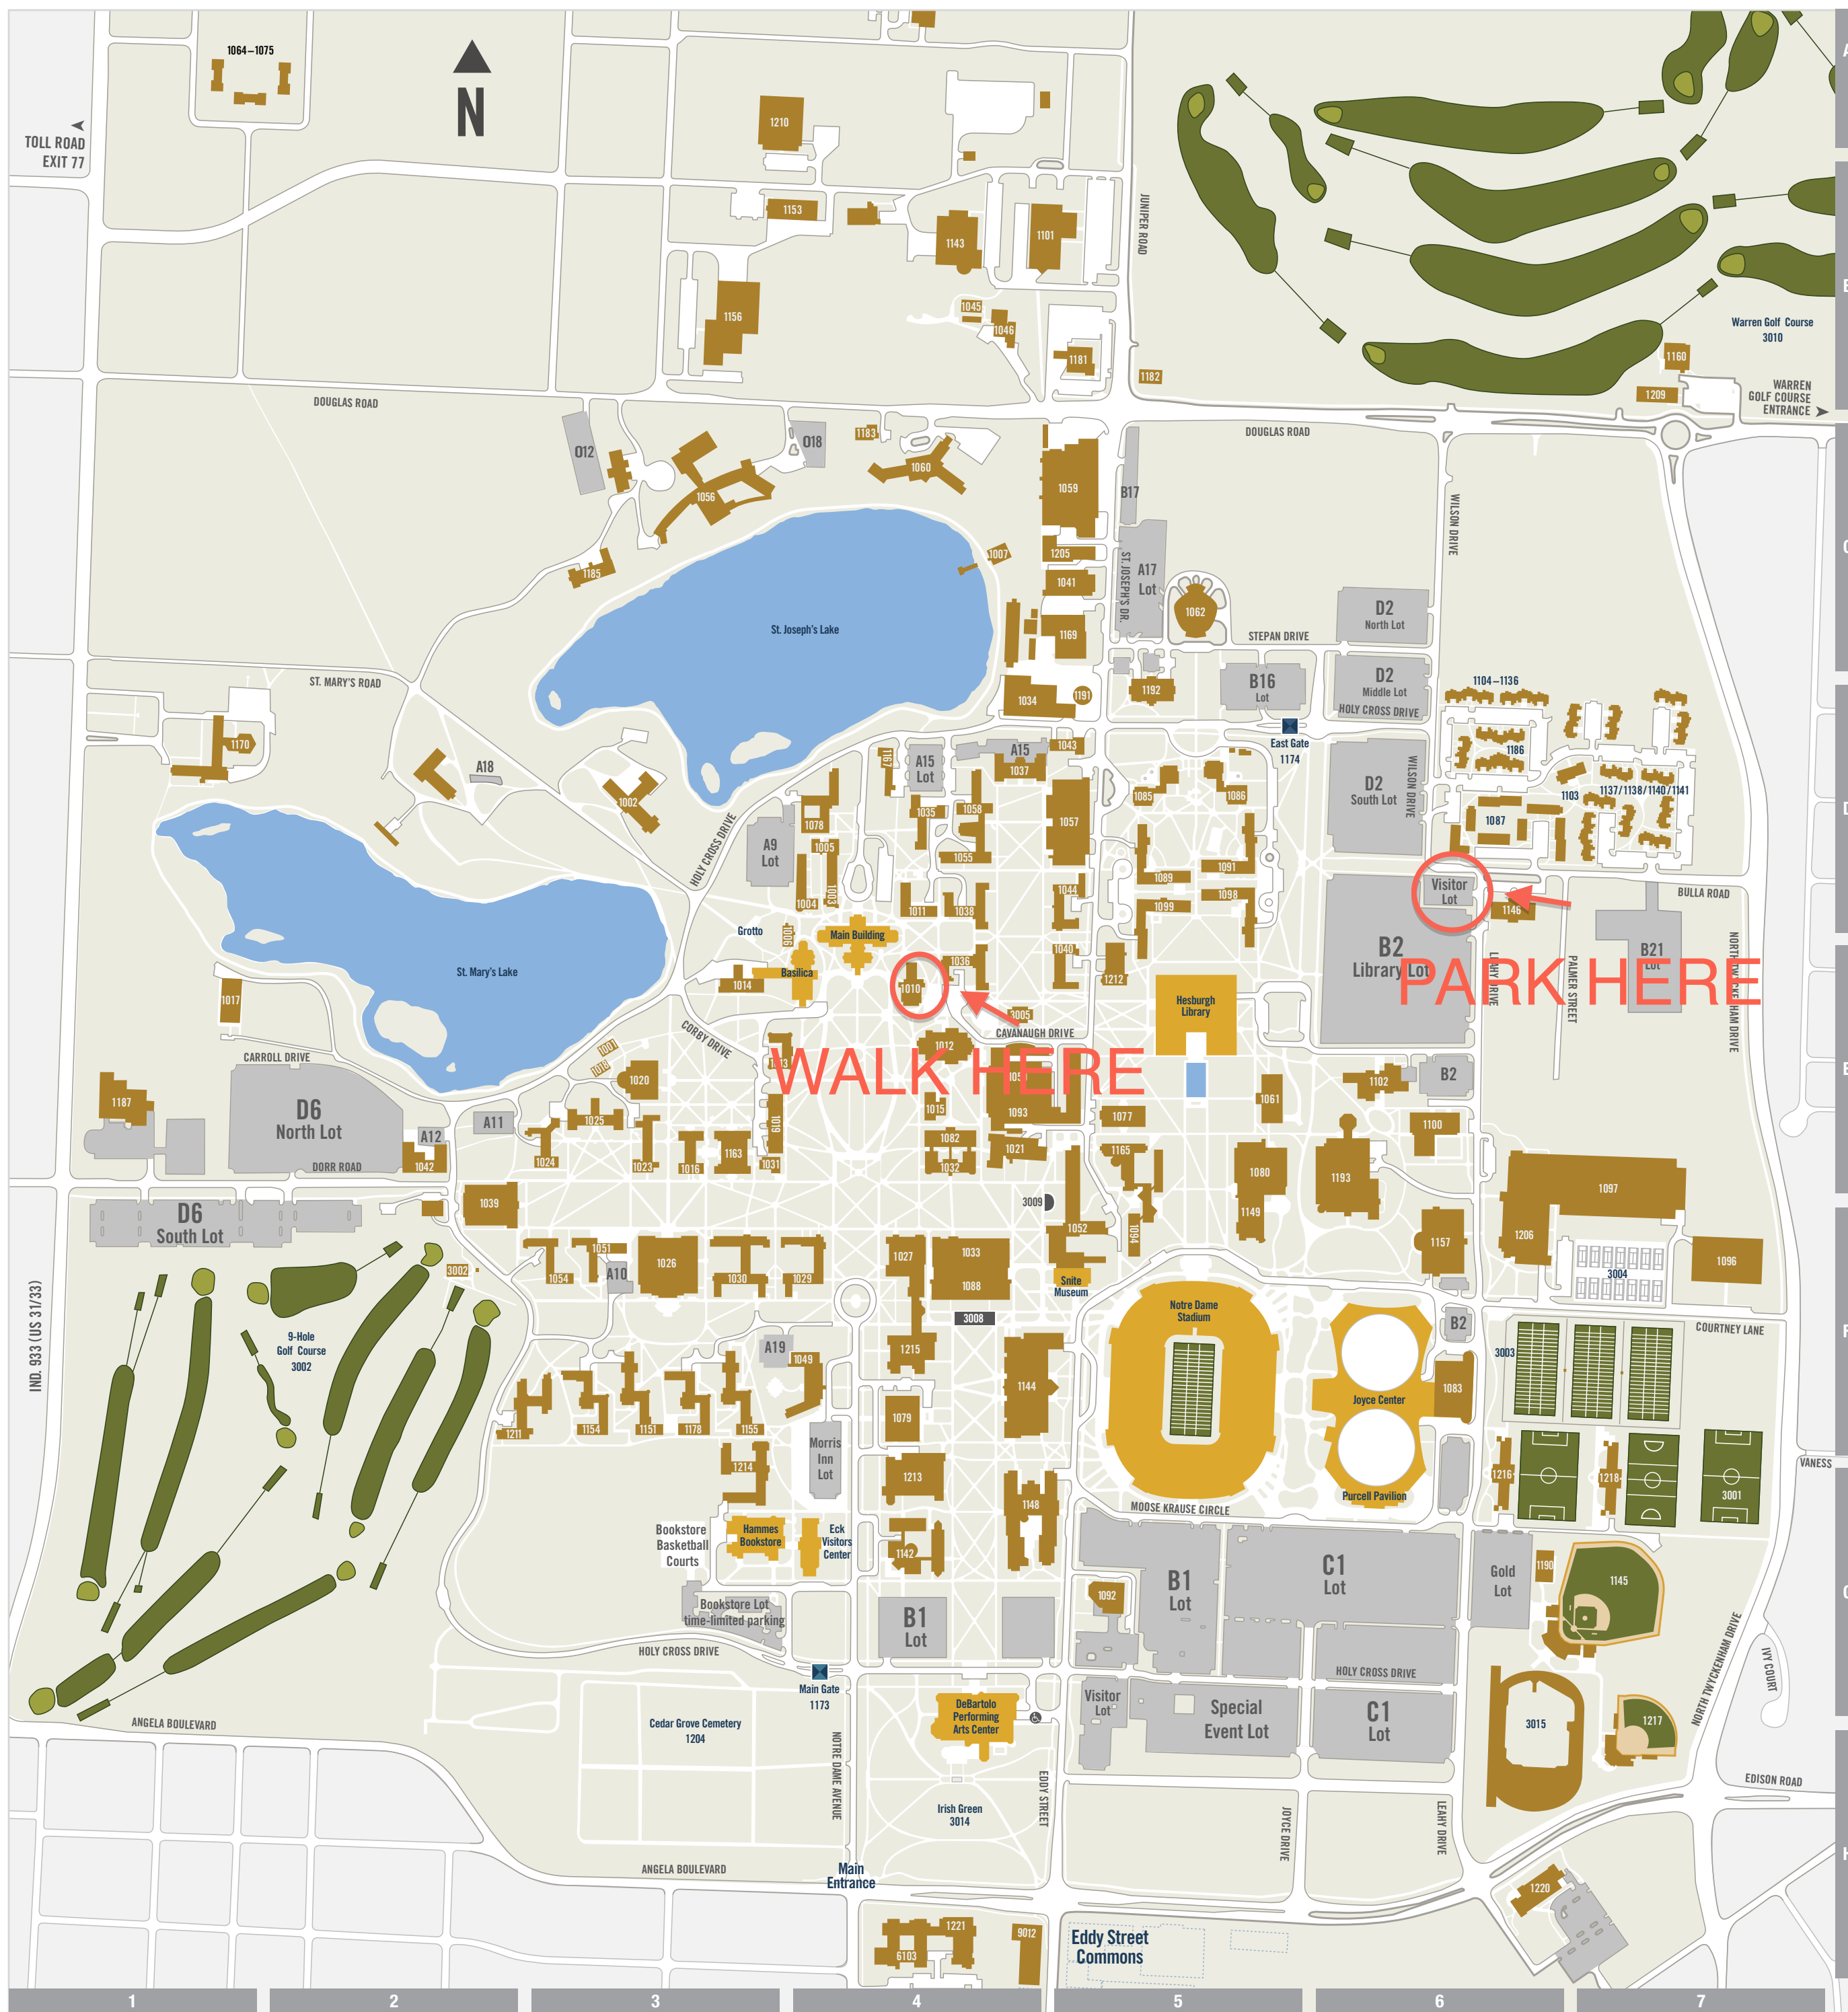 1064–1075
N
TOLL ROAD
EXIT 77
1210
1153
1143
1101
JUNIPER ROAD
1156
1045
1046
1181
1182
Warren Golf Course
3010
1160
1209
WARREN
GOLF COURSE
ENTRANCE
DOUGLAS ROAD
DOUGLAS ROAD
O12
O18
1183
1060
1056
1059
B17
WILSON DRIVE
1185
1007
1205
1041
ST. JOSEPH'S DR.
A17
Lot
1062
1169
St. Joseph's Lake
STEPAN DRIVE
D2
North Lot
D2
Middle Lot
HOLY CROSS DRIVE
B16
Lot
1192
1191
1034
ST. MARY'S ROAD
1104–1136
1170
A18
1002
1167
A15
Lot
A15
1037
1043
East Gate
1174
1186
D2
South Lot
WILSON DRIVE
1103
1137/1138/1140/1141
1087
1085
1086
1078
1035
1058
1057
1005
1055
A9
Lot
HOLY CROSS DRIVE
1004
1003
1011
1038
1044
1089
1091
1098
1099
Visitor
Lot
1146
BULLA ROAD
Grotto
1006
Main Building
Basilica
1014
1010
1036
1040
1212
B2
Library Lot
B21
Lot
LEAHY DRIVE
PALMER STREET
NORTH TWYCKENHAM DRIVE
PARK HERE
St. Mary's Lake
1017
Hesburgh
Library
3005
CAVANAUGH DRIVE
CORBY DRIVE
CARROLL DRIVE
1001
1020
1012
WALK HERE
1187
D6
North Lot
A12
A11
1042
DORR ROAD
1025
1024
1023
1016
1163
1019
1031
1015
1093
1082
1032
1021
1077
1061
1102
B2
1100
1165
1080
1193
1097
1149
1206
1157
3004
1096
D6
South Lot
1039
3009
1052
1094
3002
1054
1051
A10
1026
1030
1029
1027
1033
1088
Snite
Museum
3008
Notre Dame
Stadium
B2
COURTNEY LANE
3003
IND. 933 (US 31/33)
9-Hole
Golf Course
3002
A19
1049
1215
1144
Joyce Center
1083
1211
1154
1151
1178
1155
1079
Morris
Inn
Lot
1214
1213
1148
Purcell Pavilion
1216
1218
3001
VANESS
MOOSE KRAUSE CIRCLE
Bookstore
Basketball
Courts
Hammes
Bookstore
Eck
Visitors
Center
1142
Bookstore Lot
time-limited parking
B1
Lot
1092
B1
Lot
C1
Lot
Gold
Lot
1190
1145
HOLY CROSS DRIVE
HOLY CROSS DRIVE
Main Gate
1173
DeBartolo
Performing
Arts Center
Visitor
Lot
Special
Event Lot
C1
Lot
3015
1217
NORTH TWYCKENHAM DRIVE
IVY COURT
ANGELA BOULEVARD
Cedar Grove Cemetery
1204
NOTRE DAME AVENUE
EDDY STREET
Irish Green
3014
JOYCE DRIVE
LEAHY DRIVE
EDISON ROAD
ANGELA BOULEVARD
Main
Entrance
1220
1221
6103
9012
Eddy Street
Commons
1 2 3 4 5 6 7